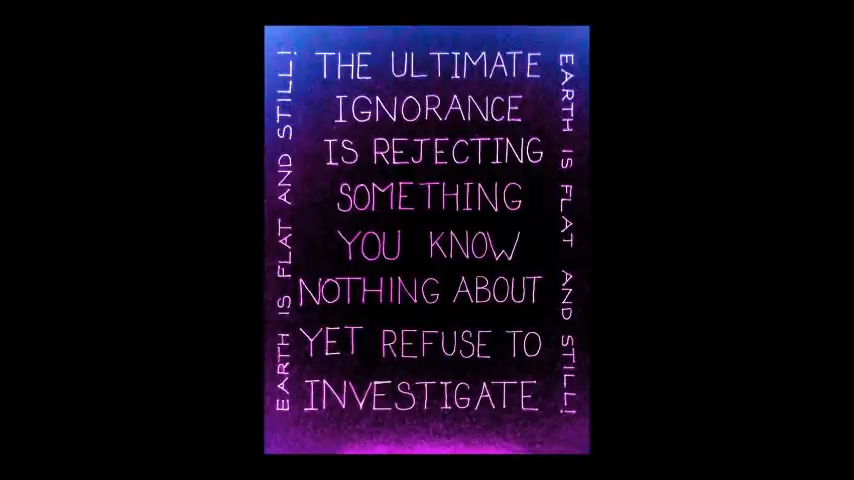 EARTH IS FLAT AND STILL!
THE ULTIMATE
IGNORANCE
IS REJECTING
SOMETHING
YOU KNOW
NOTHING ABOUT
YET REFUSE TO
INVESTIGATE
EARTH IS FLAT AND STILL!